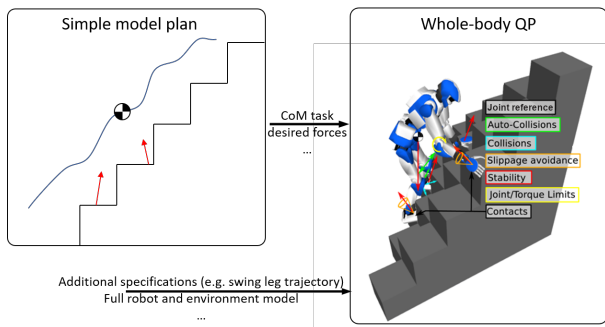 Simple model plan
Whole-body QP
CoM task
desired forces
...
Joint reference
Auto-Collisions
Collisions
Slippage avoidance
Stability
Joint/Torque Limits
Contacts
Additional specifications (e.g. swing leg trajectory)
Full robot and environment model
...